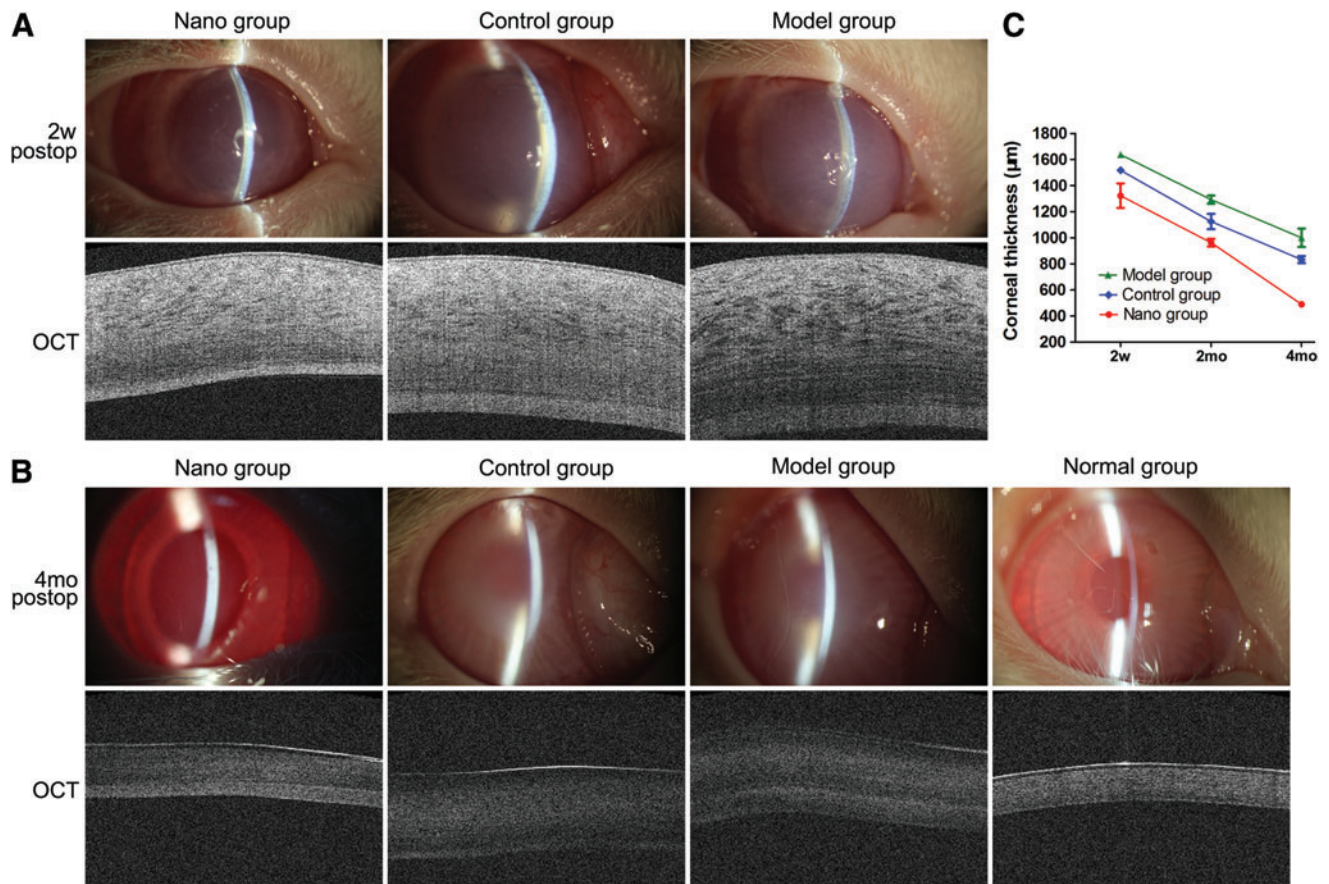 A
Nano group
Control group
Model group
2w
postop
OCT
B
Nano group
Control group
Model group
Normal group
4mo
postop
OCT
C
Corneal thickness (µm)
1800
1600
1400
1200
1000
800
600
400
200
Model group
Control group
Nano group
2w
2mo
4mo